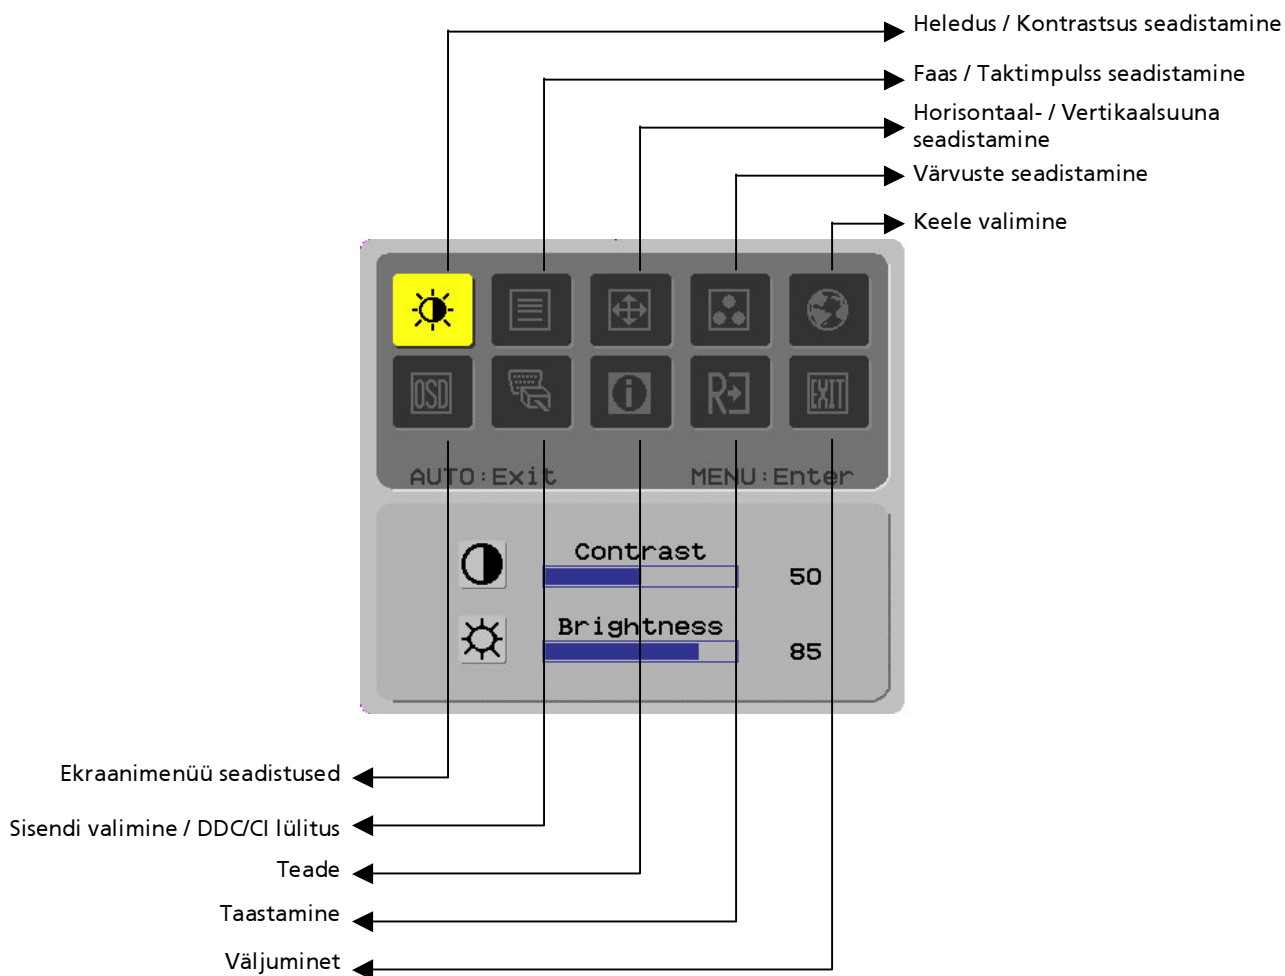 Heledus / Kontrastsus seadistamine
Faas / Taktimpulss seadistamine
Horisontaal- / Vertikaalsuuna
seadistamine
Värvuste seadistamine
Keele valimine
OSD
i
R
EXIT
AUTO:Exit MENU:Enter
Contrast
50
Brightness
85
Ekraanimenüü seadistused
Sisendi valimine / DDC/CI lülitus
Teade
Taastamine
Väljuminet